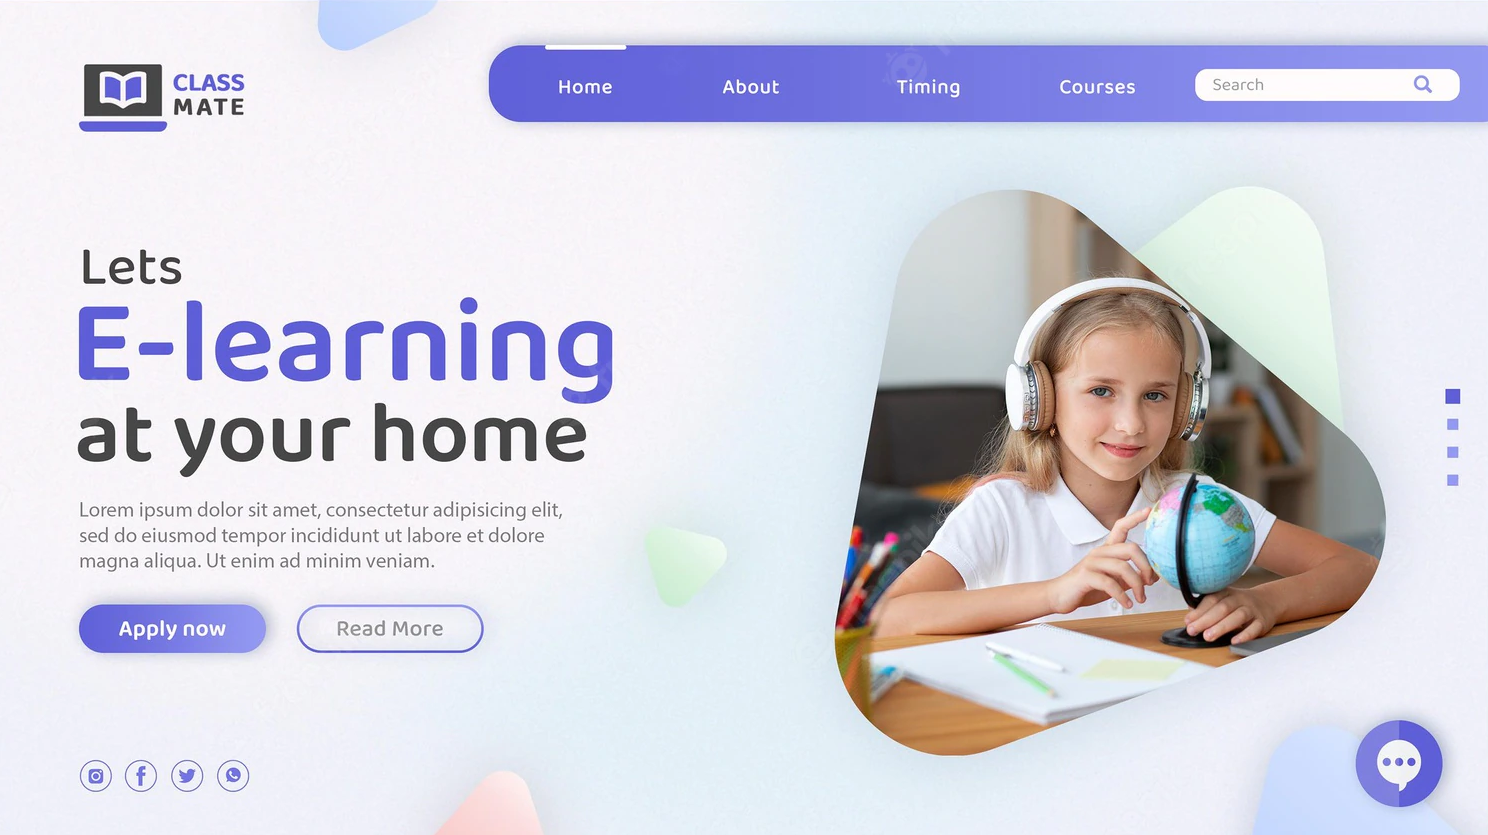 CLASS
MATE
Home About Timing Courses Search
Lets
E-learning
at your home
Lorem ipsum dolor sit amet, consectetur adipisicing elit,
sed do eiusmod tempor incididunt ut labore et dolore
magna aliqua. Ut enim ad minim veniam.
Apply now Read More